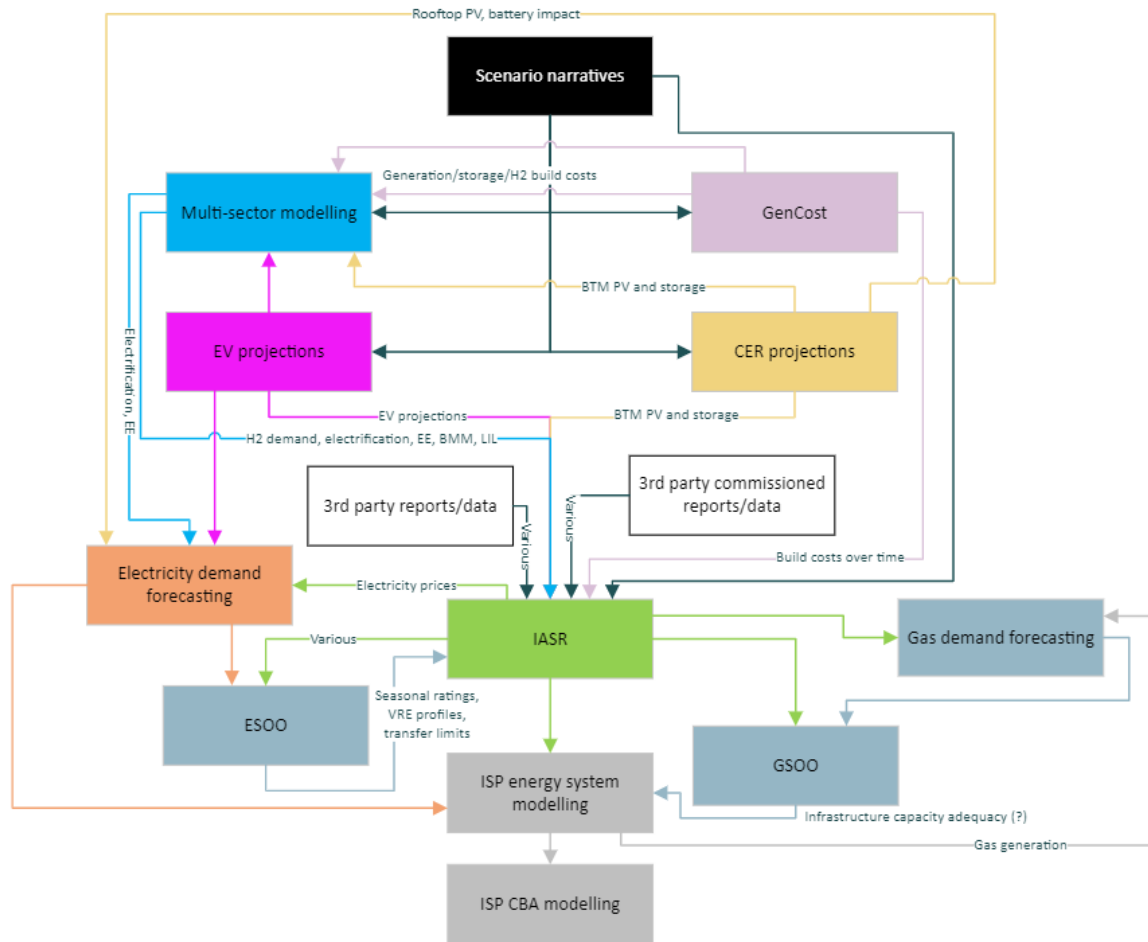 Rooftop PV, battery impact
Scenario narratives
Generation/storage/H2 build costs
Multi-sector modelling
GenCost
BTM PV and storage
EV projections
CER projections
Electrification, EE
EV projections
BTM PV and storage
H2 demand, electrification, EE, BMM, LIL
3rd party reports/data
3rd party commissioned
reports/data
Various
Various
Build costs over time
Electricity demand
forecasting
Electricity prices
IASR
Gas demand forecasting
Various
ESOO
Seasonal ratings,
VRE profiles,
transfer limits
GSOO
ISP energy system
modelling
Infrastructure capacity adequacy (?)
Gas generation
ISP CBA modelling